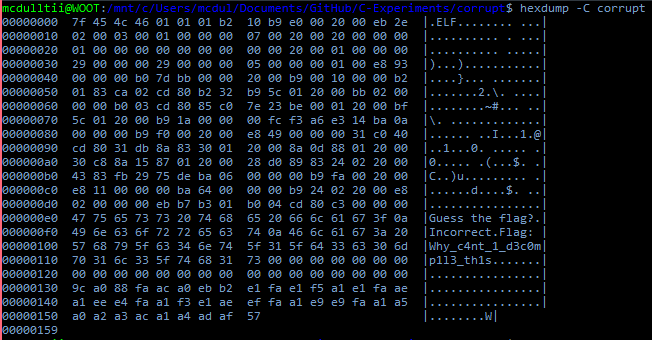 mcdulltii@WOOT:/mnt/c/Users/mcdul/Documents/GitHub/C-Experiments/corrupt$ hexdump -C corrupt
00000000  7f 45 4c 46 01 01 01 b2  10 b9 e0 00 20 00 eb 2e  |.ELF........ ...|
00000010  02 00 03 00 01 00 00 00  07 00 20 00 20 00 00 00  |.......... . ...|
00000020  01 00 00 00 00 00 00 00  00 00 20 00 01 00 00 00  |.......... .....|
00000030  29 00 00 00 29 00 00 00  05 00 00 00 01 00 e8 93  |)...)...........|
00000040  00 00 00 b0 7d bb 00 00  20 00 b9 00 10 00 00 b2  |....}... .......|
00000050  01 83 ca 02 cd 80 b2 32  b9 5c 01 20 00 bb 02 00  |.......2.\. ....|
00000060  00 00 b0 03 cd 80 85 c0  7e 23 be 00 01 20 00 bf  |........~#... ..|
00000070  5c 01 20 00 b9 1a 00 00  00 fc f3 a6 e3 14 ba 0a  |\. .............|
00000080  00 00 00 b9 f0 00 20 00  e8 49 00 00 00 31 c0 40  |...... ..I...1.@|
00000090  cd 80 31 db 8a 83 30 01  20 00 8a 0d 88 01 20 00  |..1...0. ..... .|
000000a0  30 c8 8a 15 87 01 20 00  28 d0 89 83 24 02 20 00  |0..... .(...$. .|
000000b0  43 83 fb 29 75 de ba 06  00 00 00 b9 fa 00 20 00  |C..)u......... .|
000000c0  e8 11 00 00 00 ba 64 00  00 00 b9 24 02 20 00 e8  |......d....$. ..|
000000d0  02 00 00 00 eb b7 b3 01  b0 04 cd 80 c3 00 00 00  |................|
000000e0  47 75 65 73 73 20 74 68  65 20 66 6c 61 67 3f 0a  |Guess the flag?.|
000000f0  49 6e 63 6f 72 72 65 63  74 0a 46 6c 61 67 3a 20  |Incorrect.Flag: |
00000100  57 68 79 5f 63 34 6e 74  5f 31 5f 64 33 63 30 6d  |Why_c4nt_1_d3c0m|
00000110  70 31 6c 33 5f 74 68 31  73 00 00 00 00 00 00 00  |p1l3_th1s.......|
00000120  00 00 00 00 00 00 00 00  00 00 00 00 00 00 00 00  |................|
00000130  9c a0 88 fa ac a0 eb b2  e1 fa e1 f5 a1 e1 fa ae  |................|
00000140  a1 ee e4 fa a1 f3 e1 ae  ef fa a1 e9 e9 fa a1 a5  |................|
00000150  a0 a2 a3 ac a1 a4 ad af  57                       |........W|
00000159